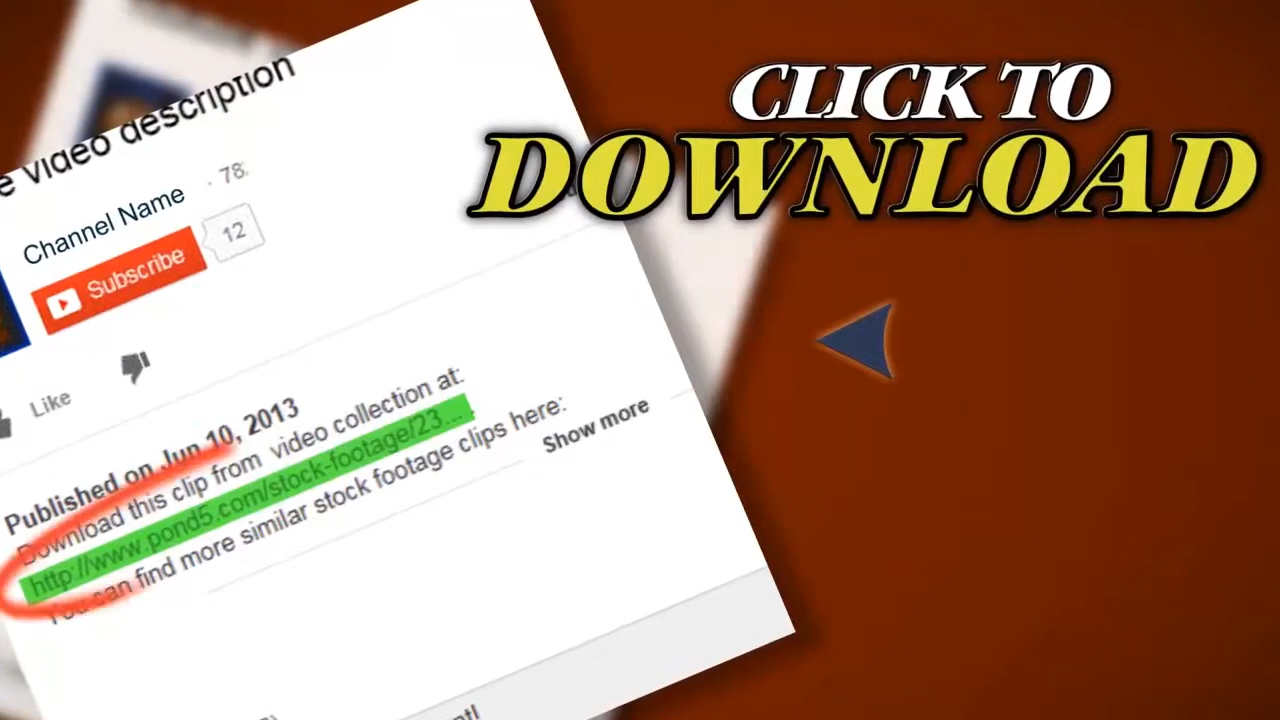 CLICK TO
DOWNLOAD
e video description
Channel Name
· 78
Subscribe
12
Like
Published on Jun 10, 2013
Download this clip from video collection at:
http://www.pond5.com/stock-footage/23...
You can find more similar stock footage clips here:
Show more